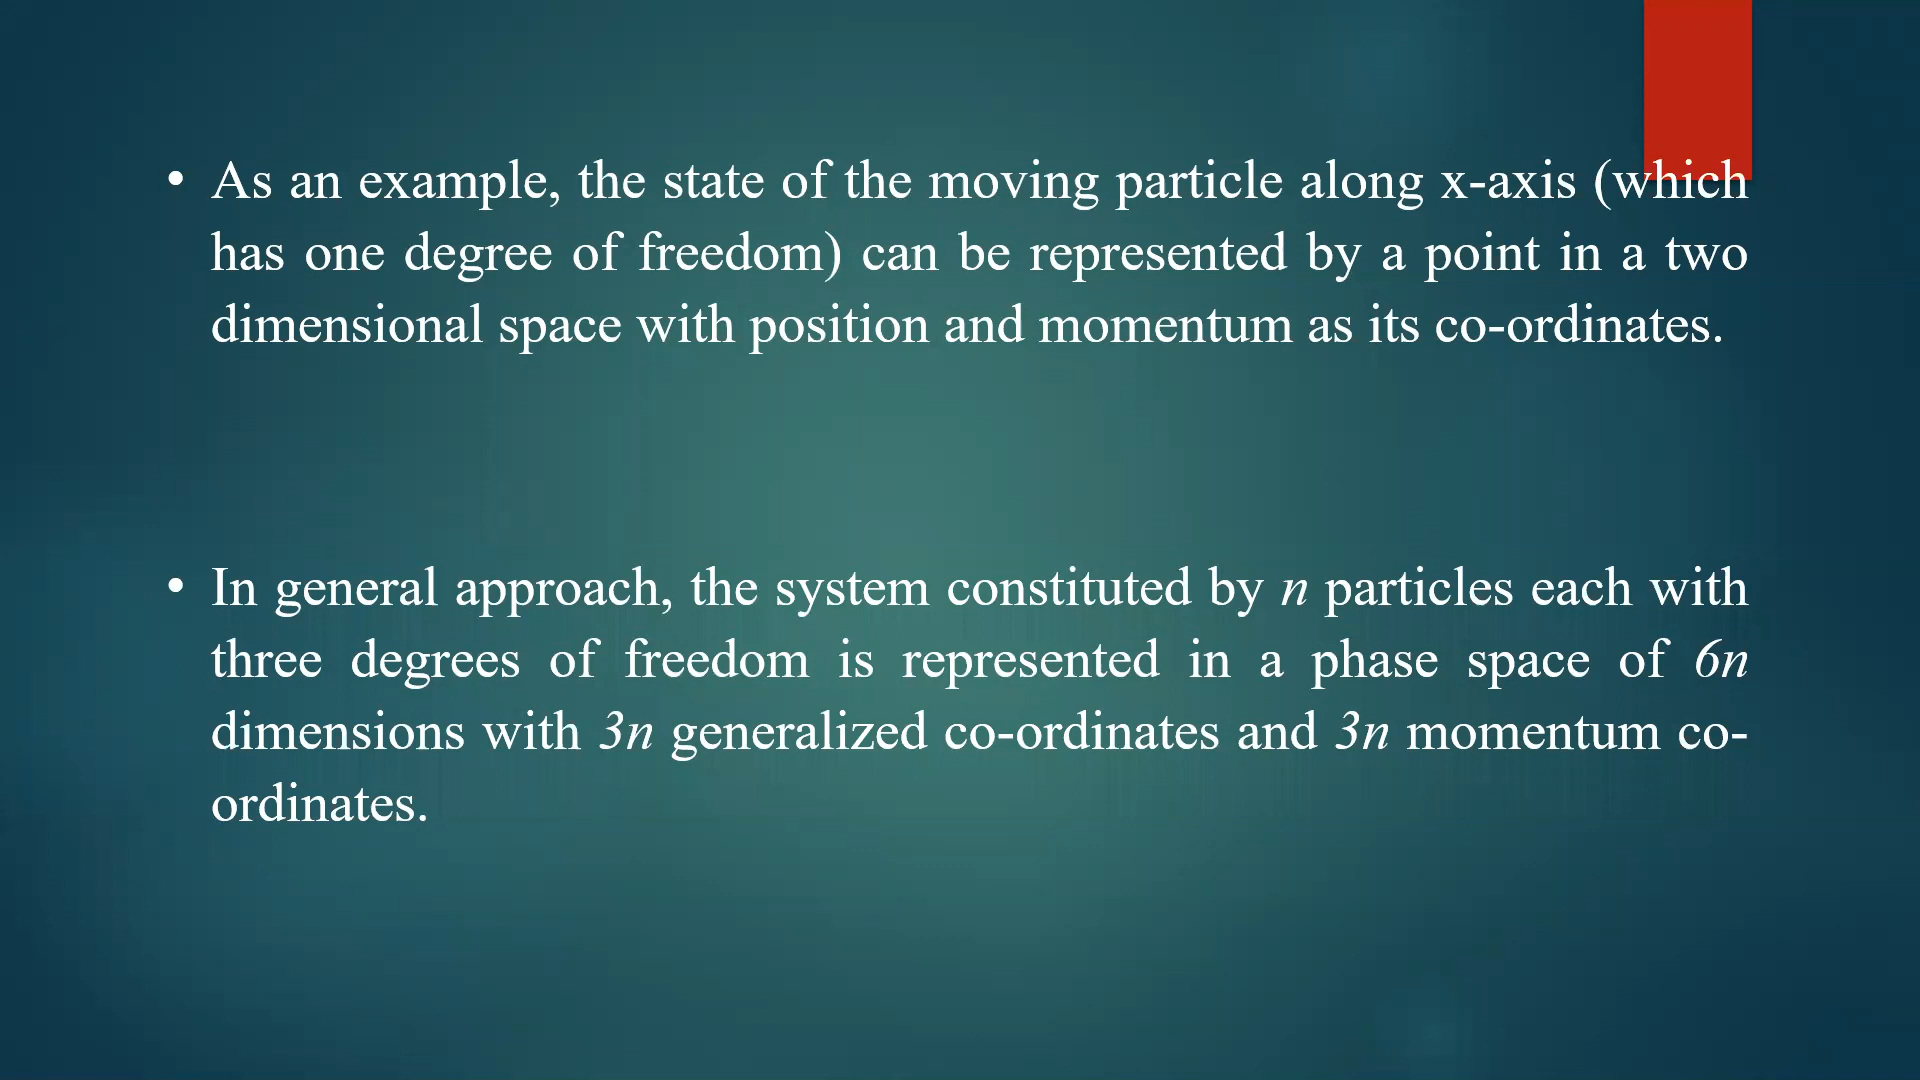 • As an example, the state of the moving particle along x-axis (which
has one degree of freedom) can be represented by a point in a two
dimensional space with position and momentum as its co-ordinates.
• In general approach, the system constituted by n particles each with
three degrees of freedom is represented in a phase space of 6n
dimensions with 3n generalized co-ordinates and 3n momentum co-
ordinates.